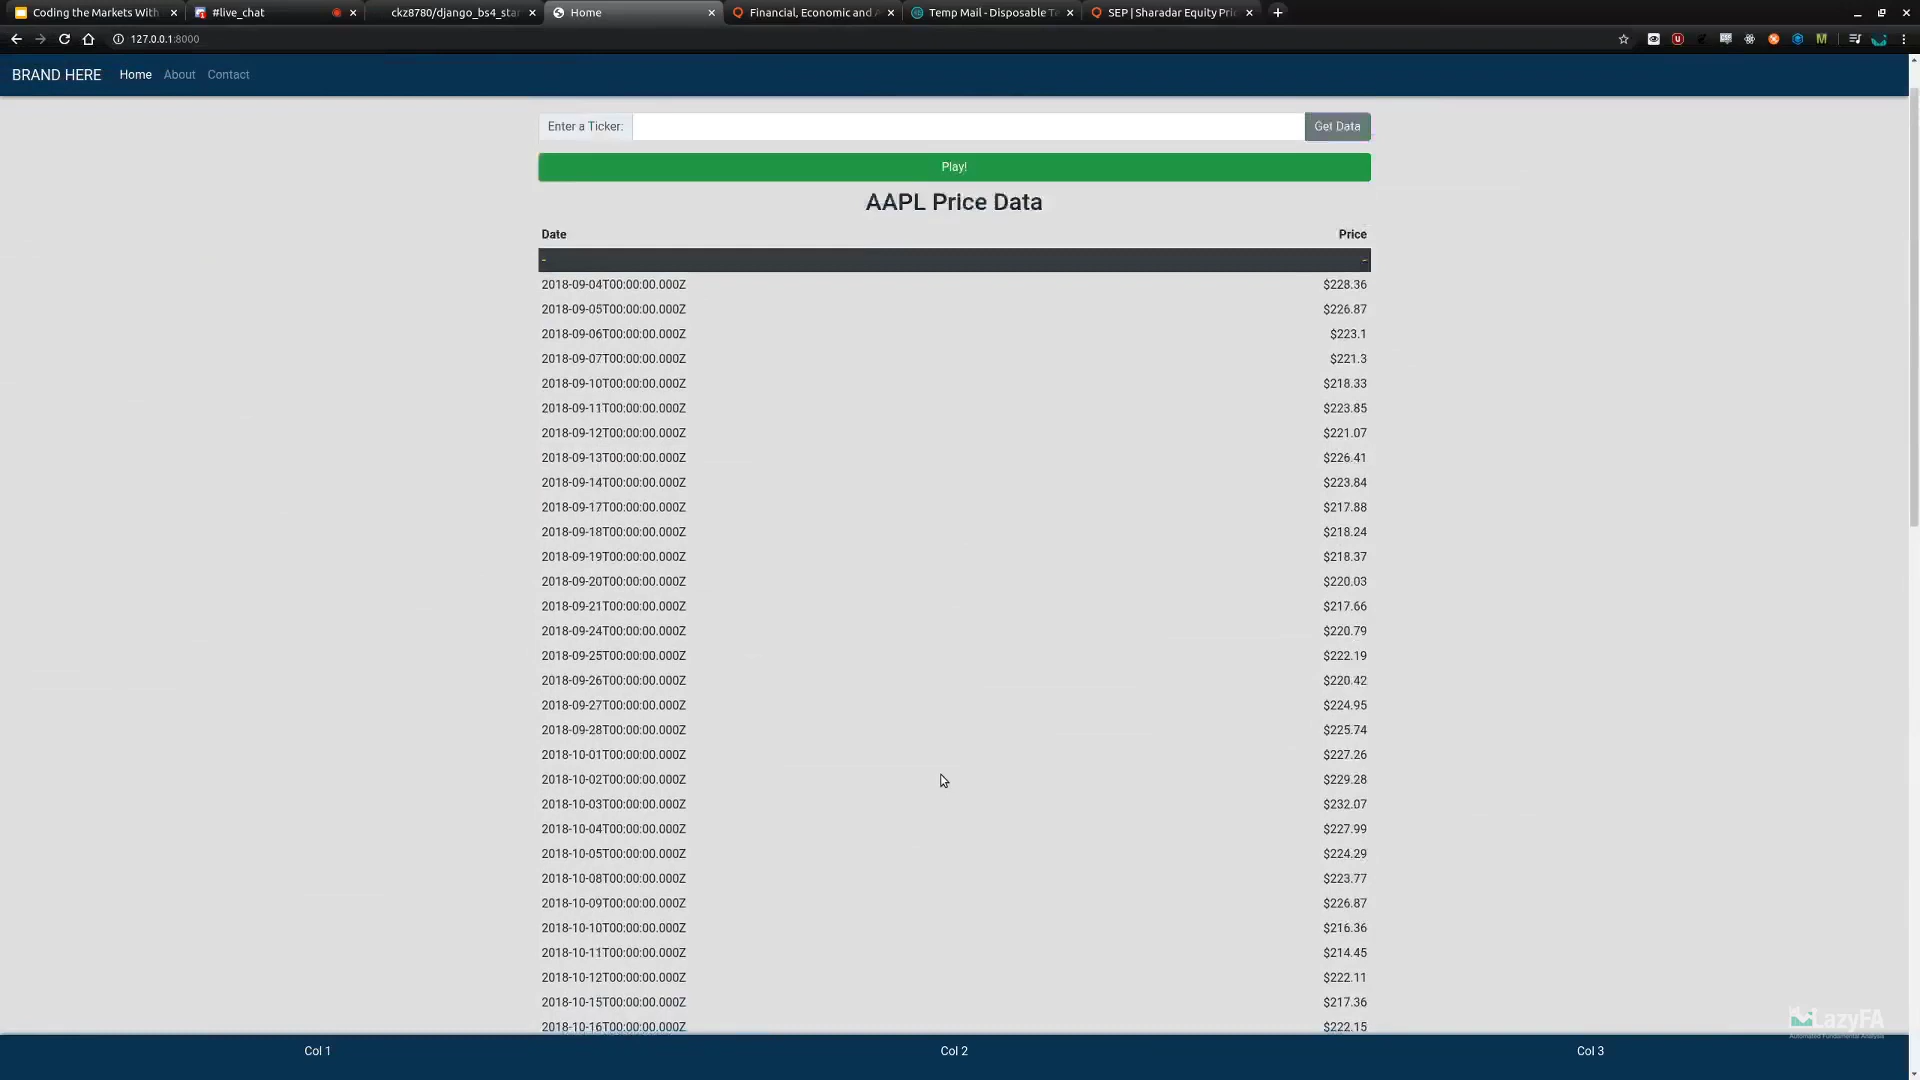 Coding the Markets With
#live_chat
ckz8780/django_bs4_sta
Home
Financial, Economic and
Temp Mail - Disposable Te
SEP | Sharadar Equity Pri
127.0.0.1:8000
BRAND HERE Home About Contact
Enter a Ticker: Get Data
Play!
AAPL Price Data
Date Price
- -
2018-09-04T00:00:00.000Z $228.36
2018-09-05T00:00:00.000Z $226.87
2018-09-06T00:00:00.000Z $223.1
2018-09-07T00:00:00.000Z $221.3
2018-09-10T00:00:00.000Z $218.33
2018-09-11T00:00:00.000Z $223.85
2018-09-12T00:00:00.000Z $221.07
2018-09-13T00:00:00.000Z $226.41
2018-09-14T00:00:00.000Z $223.84
2018-09-17T00:00:00.000Z $217.88
2018-09-18T00:00:00.000Z $218.24
2018-09-19T00:00:00.000Z $218.37
2018-09-20T00:00:00.000Z $220.03
2018-09-21T00:00:00.000Z $217.66
2018-09-24T00:00:00.000Z $220.79
2018-09-25T00:00:00.000Z $222.19
2018-09-26T00:00:00.000Z $220.42
2018-09-27T00:00:00.000Z $224.95
2018-09-28T00:00:00.000Z $225.74
2018-10-01T00:00:00.000Z $227.26
2018-10-02T00:00:00.000Z $229.28
2018-10-03T00:00:00.000Z $232.07
2018-10-04T00:00:00.000Z $227.99
2018-10-05T00:00:00.000Z $224.29
2018-10-08T00:00:00.000Z $223.77
2018-10-09T00:00:00.000Z $226.87
2018-10-10T00:00:00.000Z $216.36
2018-10-11T00:00:00.000Z $214.45
2018-10-12T00:00:00.000Z $222.11
2018-10-15T00:00:00.000Z $217.36
2018-10-16T00:00:00.000Z $222.15
LazyFA
Automated Fundamental Analysis
Col 1 Col 2 Col 3